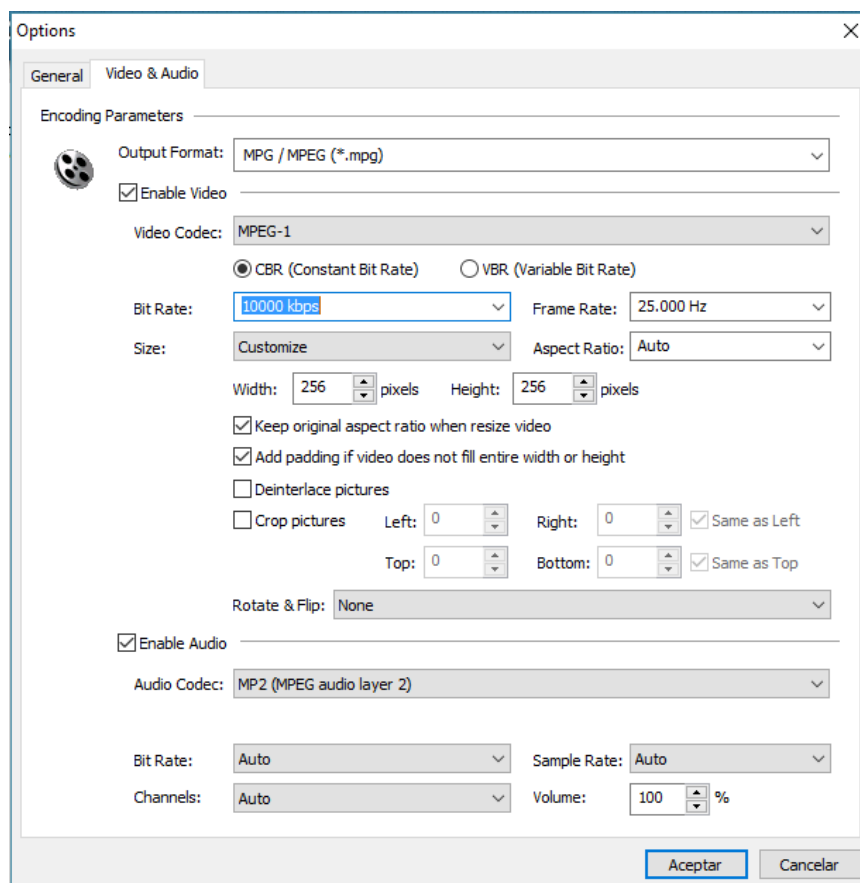 Options
General Video & Audio
Encoding Parameters
Output Format: MPG / MPEG (*.mpg)
Enable Video
Video Codec: MPEG-1
CBR (Constant Bit Rate) VBR (Variable Bit Rate)
Bit Rate: 10000 kbps Frame Rate: 25.000 Hz
Size: Customize Aspect Ratio: Auto
Width: 256 pixels Height: 256 pixels
Keep original aspect ratio when resize video
Add padding if video does not fill entire width or height
Deinterlace pictures
Crop pictures Left: 0 Right: 0 Same as Left
Top: 0 Bottom: 0 Same as Top
Rotate & Flip: None
Enable Audio
Audio Codec: MP2 (MPEG audio layer 2)
Bit Rate: Auto Sample Rate: Auto
Channels: Auto Volume: 100 %
Aceptar Cancelar